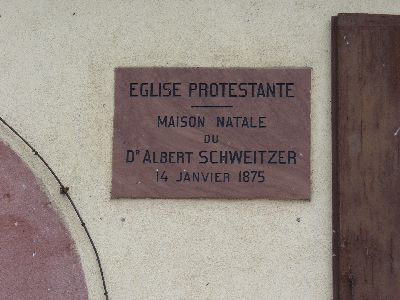 EGLISE PROTESTANTE
MAISON NATALE
DU
DR ALBERT SCHWEITZER
14 JANVIER 1875